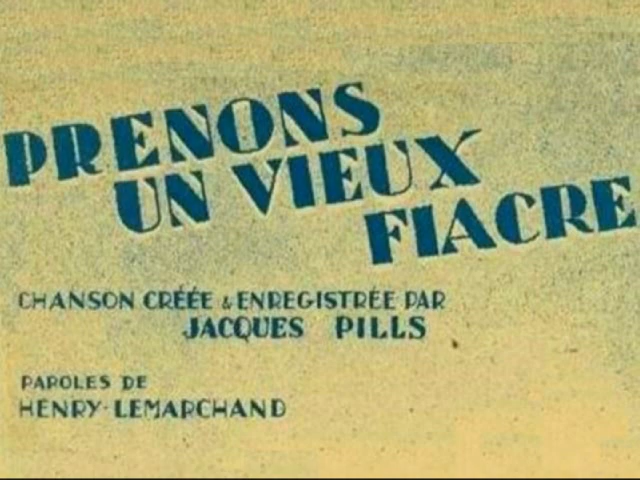 PRENONS
UN VIEUX
FIACRE
CHANSON CRÉÉE & ENREGISTRÉE PAR
JACQUES PILLS
PAROLES DE
HENRY-LEMARCHAND